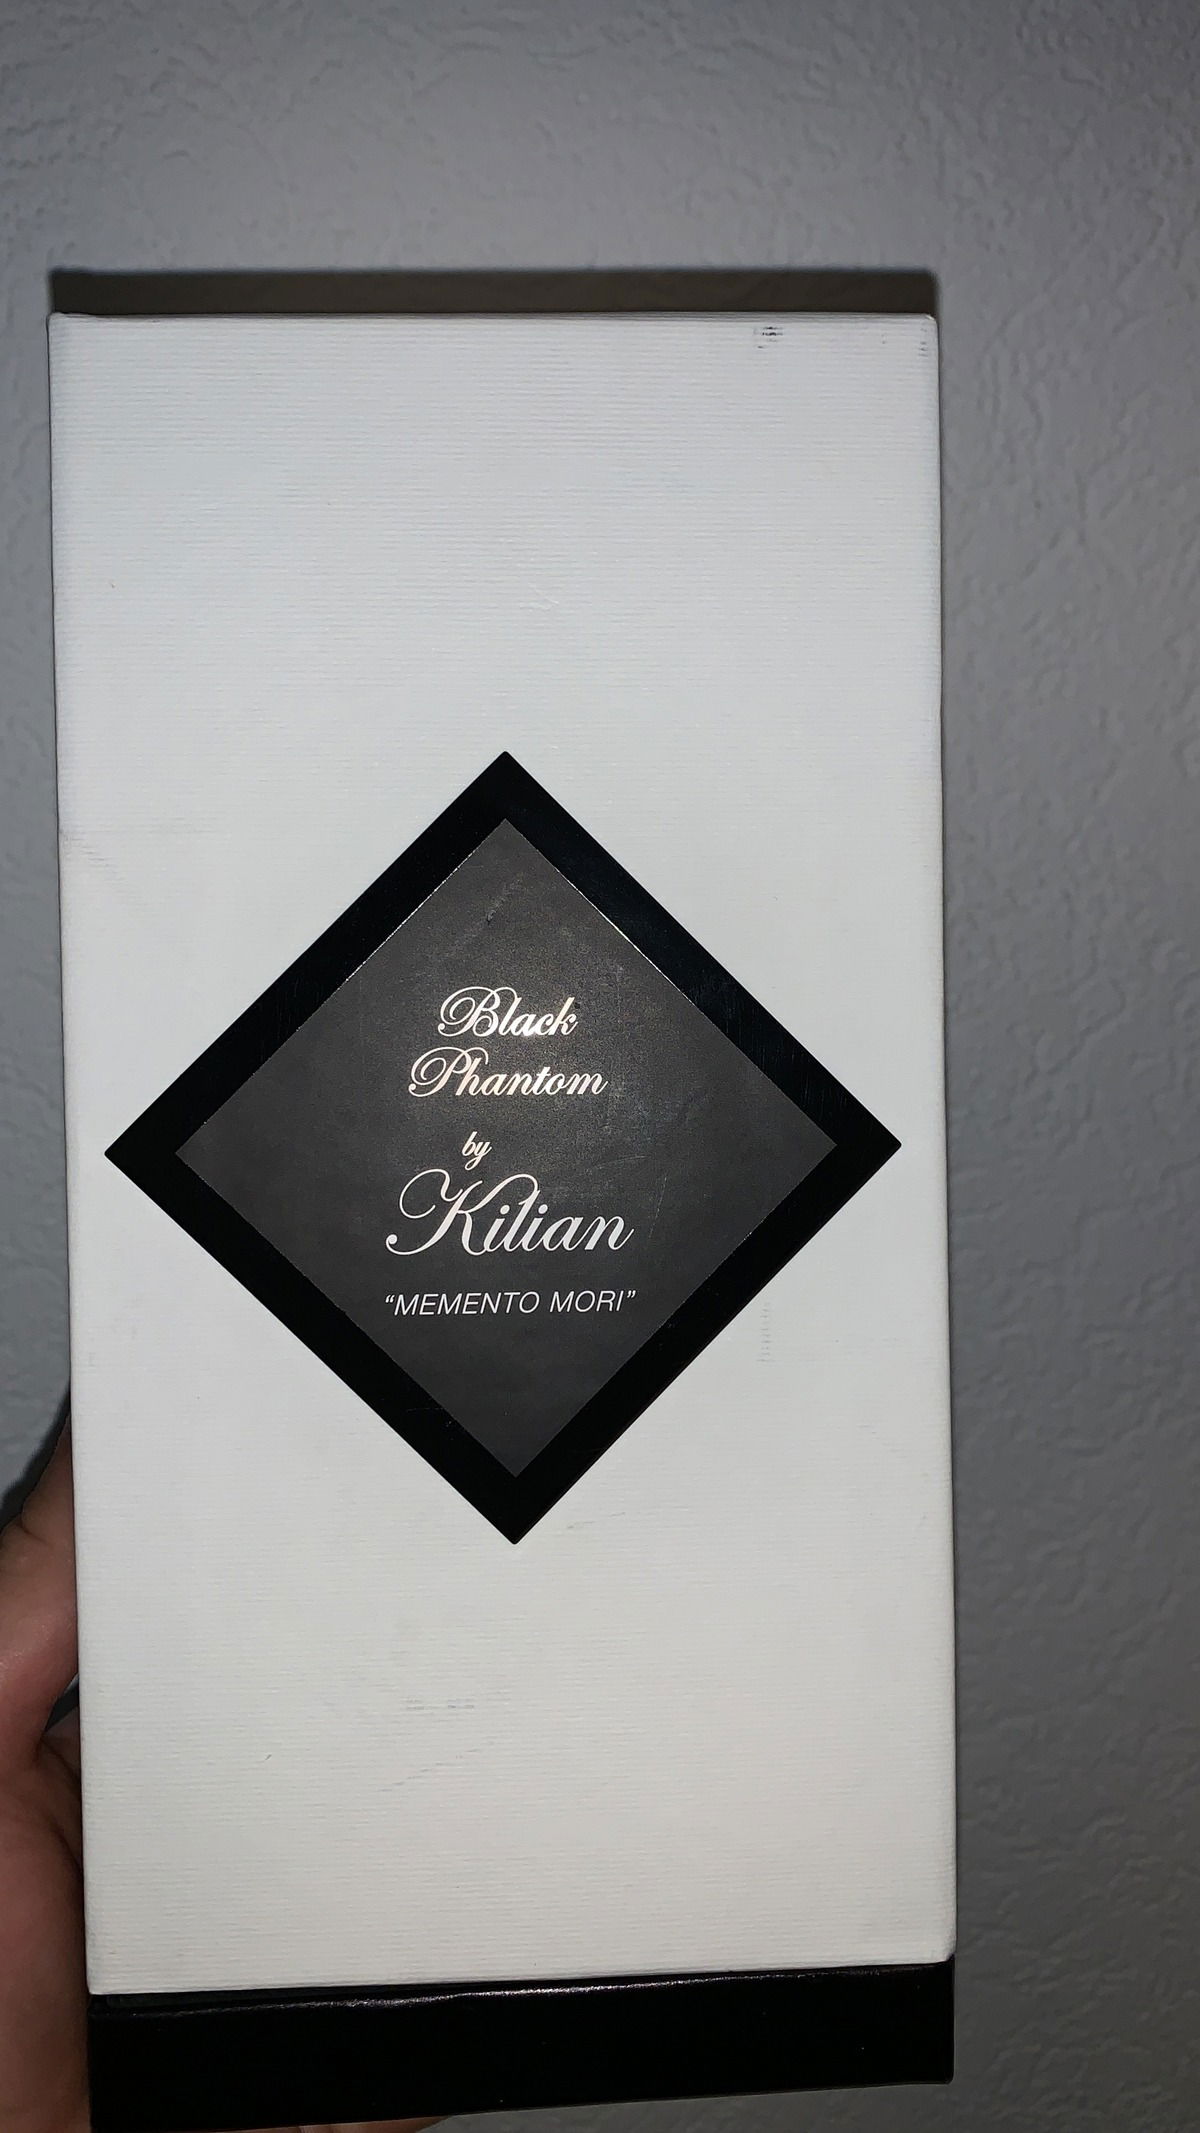 Black
Phantom
by
Kilian
“MEMENTO MORI”